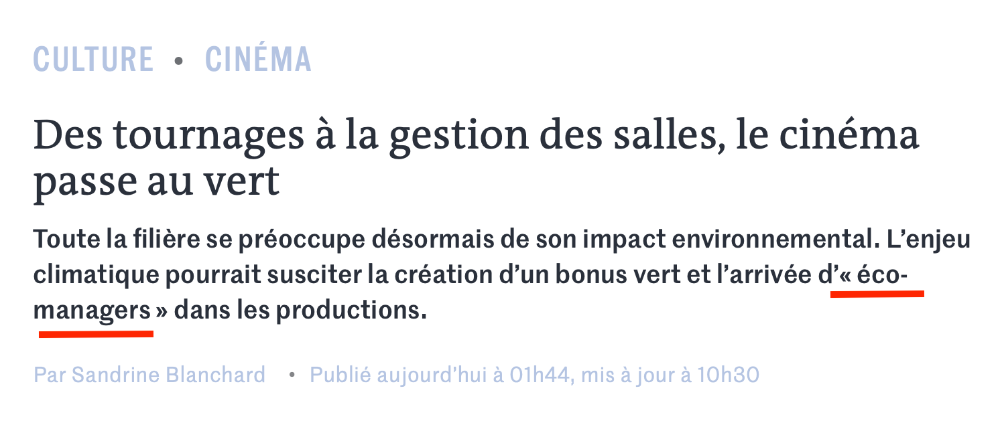 CULTURE • CINÉMA
Des tournages à la gestion des salles, le cinéma
passe au vert
Toute la filière se préoccupe désormais de son impact environnemental. L’enjeu
climatique pourrait susciter la création d’un bonus vert et l’arrivée d’« éco-
managers » dans les productions.
Par Sandrine Blanchard • Publié aujourd’hui à 01h44, mis à jour à 10h30